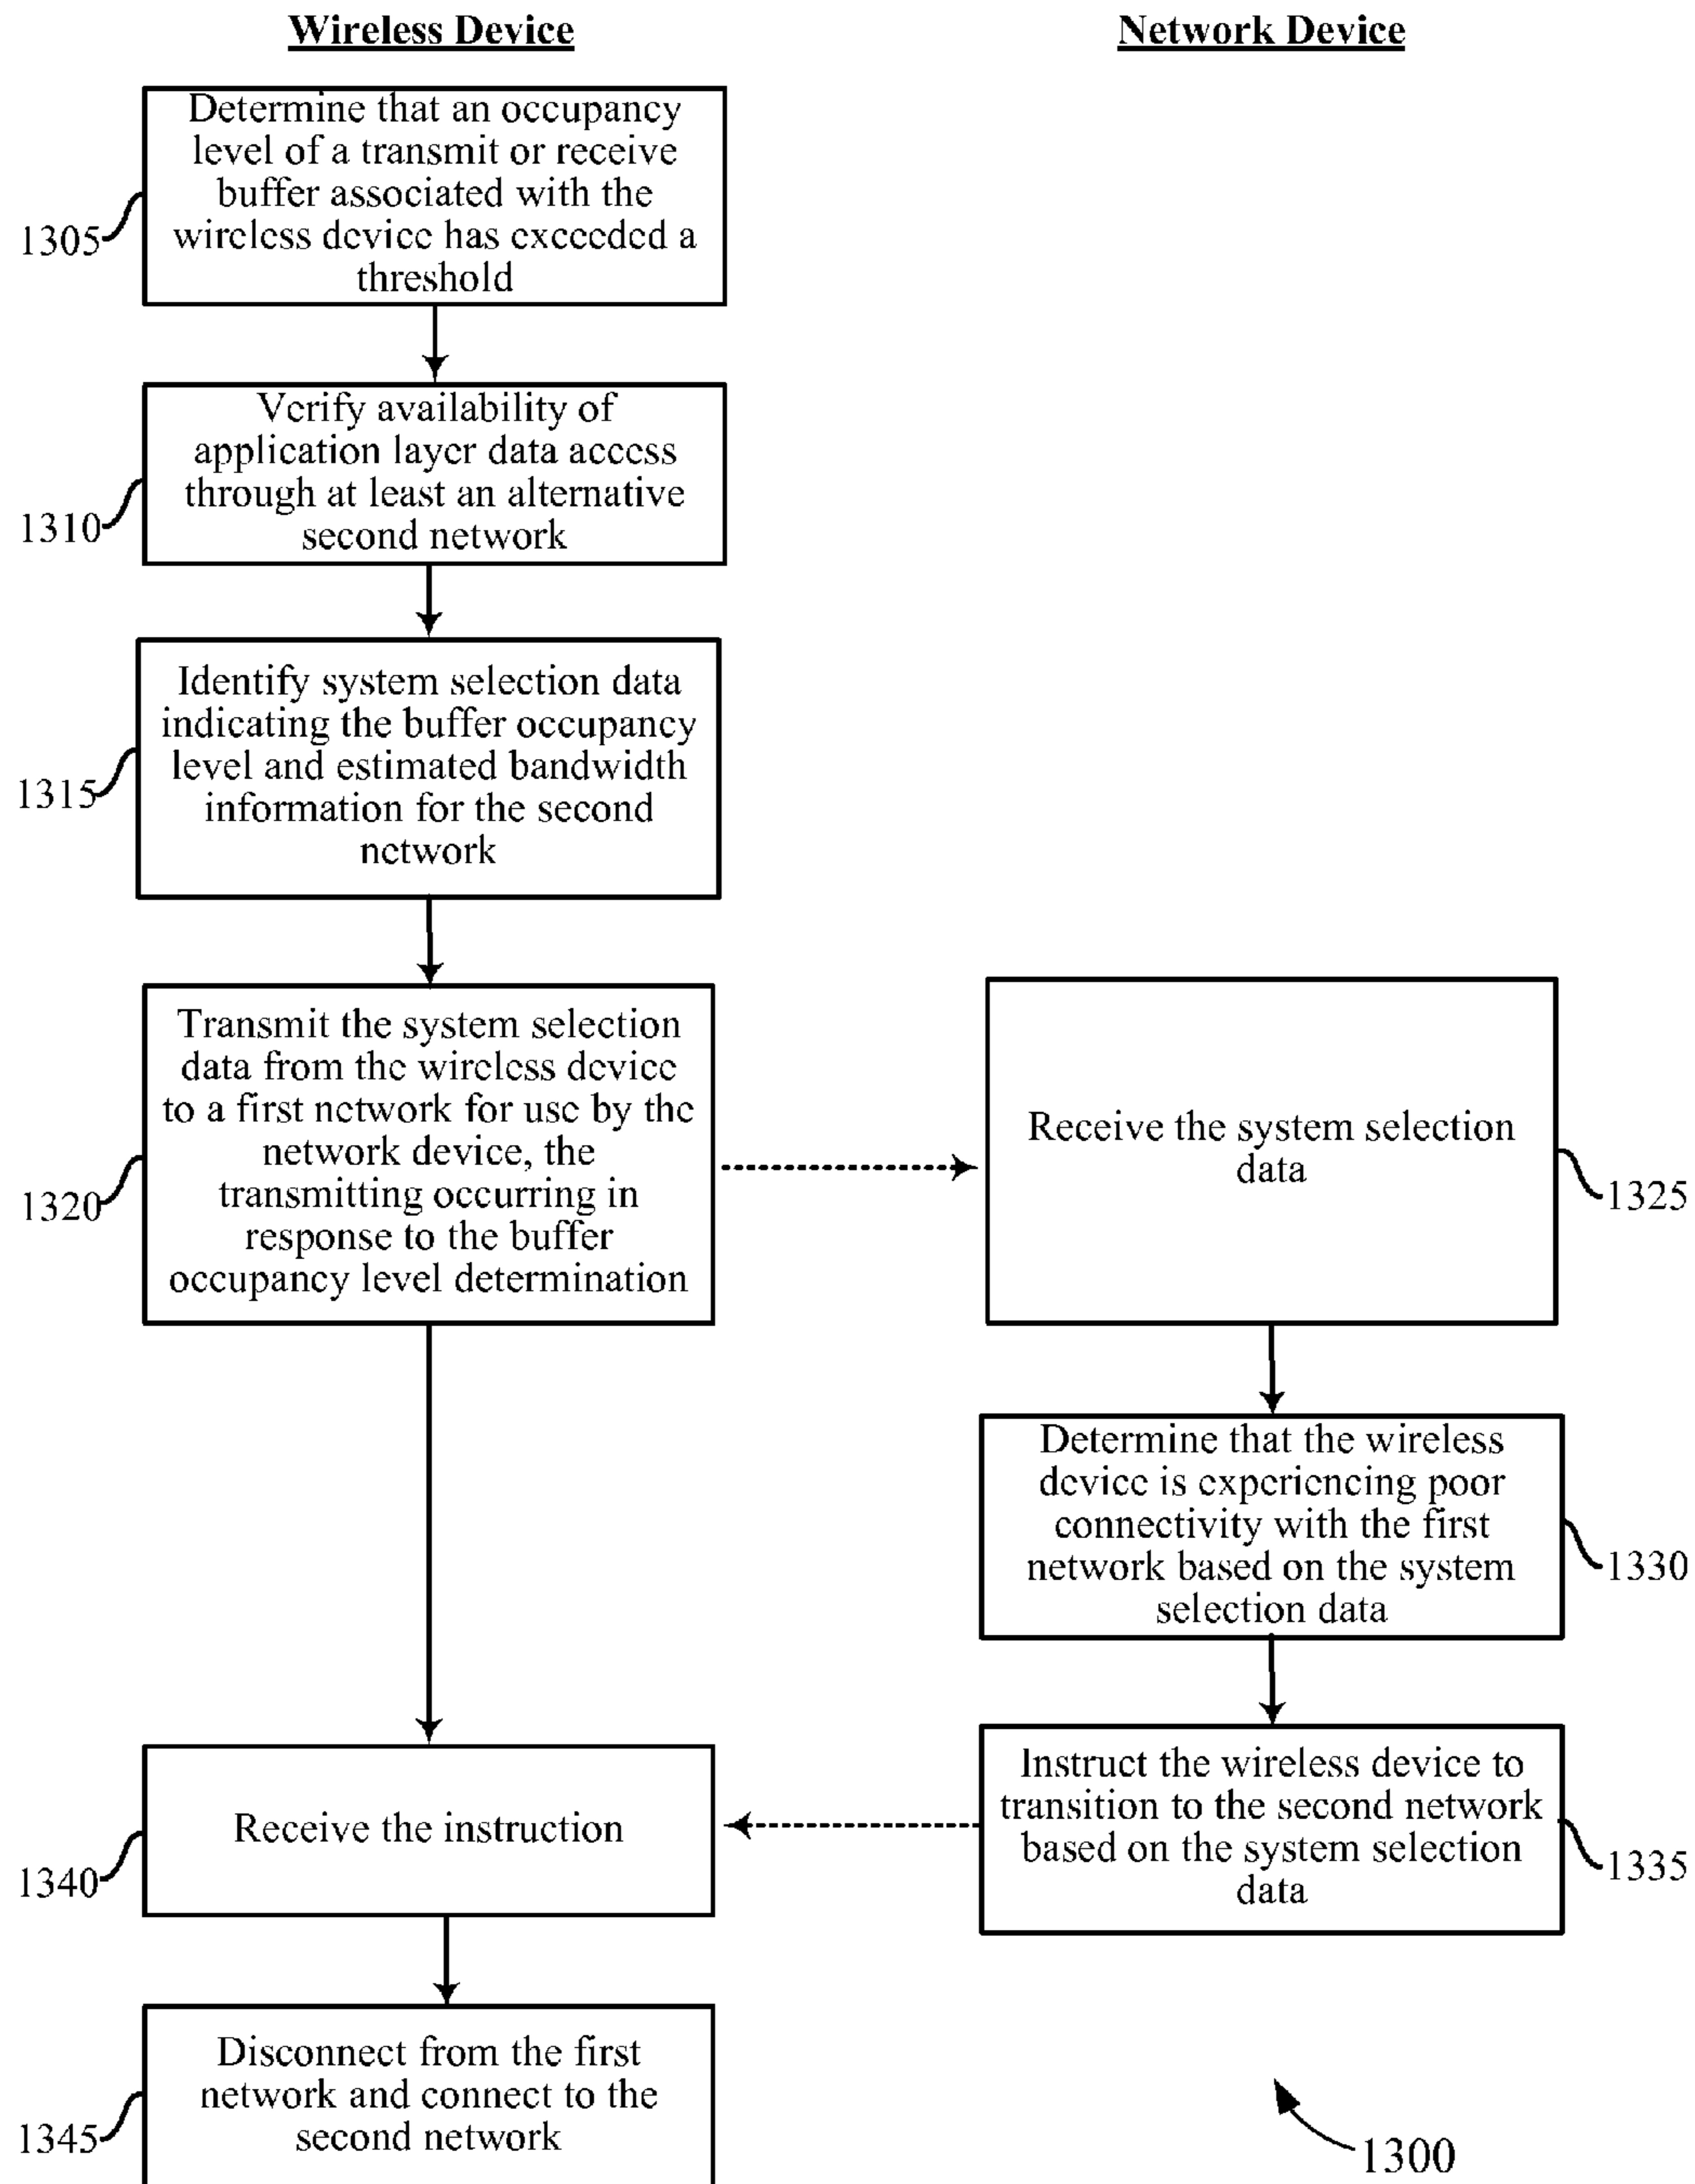 Wireless Device
Network Device
Determine that an occupancy
level of a transmit or receive
buffer associated with the
wireless device has exceeded a
threshold
1305
Verify availability of
application layer data access
through at least an alternative
second network
1310
Identify system selection data
indicating the buffer occupancy
level and estimated bandwidth
information for the second
network
1315
Transmit the system selection
data from the wireless device
to a first network for use by the
network device, the
transmitting occurring in
response to the buffer
occupancy level determination
1320
Receive the system selection
data
1325
Determine that the wireless
device is experiencing poor
connectivity with the first
network based on the system
selection data
1330
Instruct the wireless device to
transition to the second network
based on the system selection
data
1335
Receive the instruction
1340
Disconnect from the first
network and connect to the
second network
1345
1300